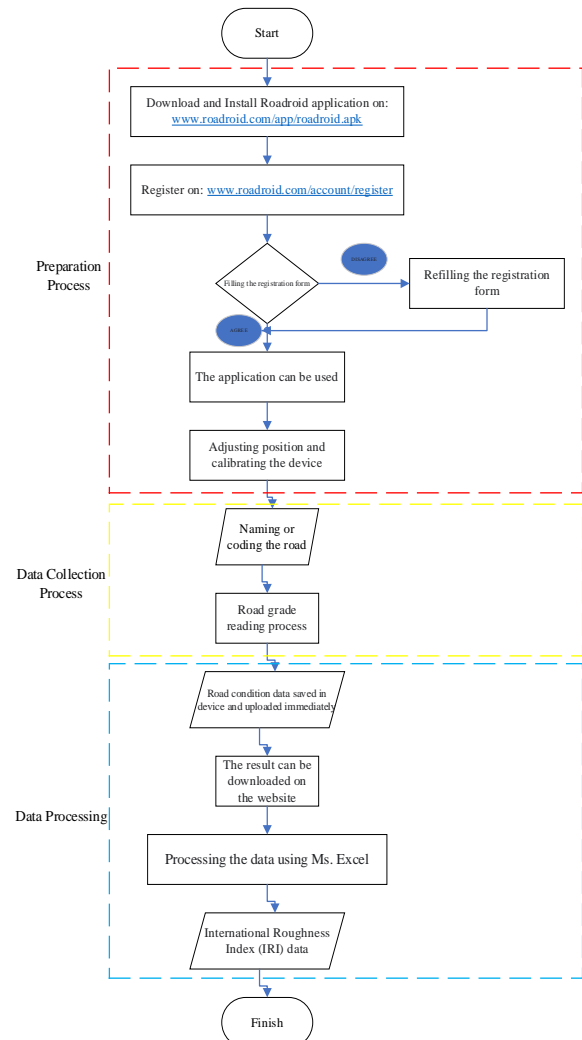 Start
Download and Install Roadroid application on:
www.roadroid.com/app/roadroid.apk
Register on: www.roadroid.com/account/register
Preparation
Process
Filling the registration form
DISAGREE
Refilling the registration
form
AGREE
The application can be used
Adjusting position and
calibrating the device
Data Collection
Process
Naming or
coding the road
Road grade
reading process
Data Processing
Road condition data saved in
device and uploaded immediately
The result can be
downloaded on
the website
Processing the data using Ms. Excel
International Roughness
Index (IRI) data
Finish